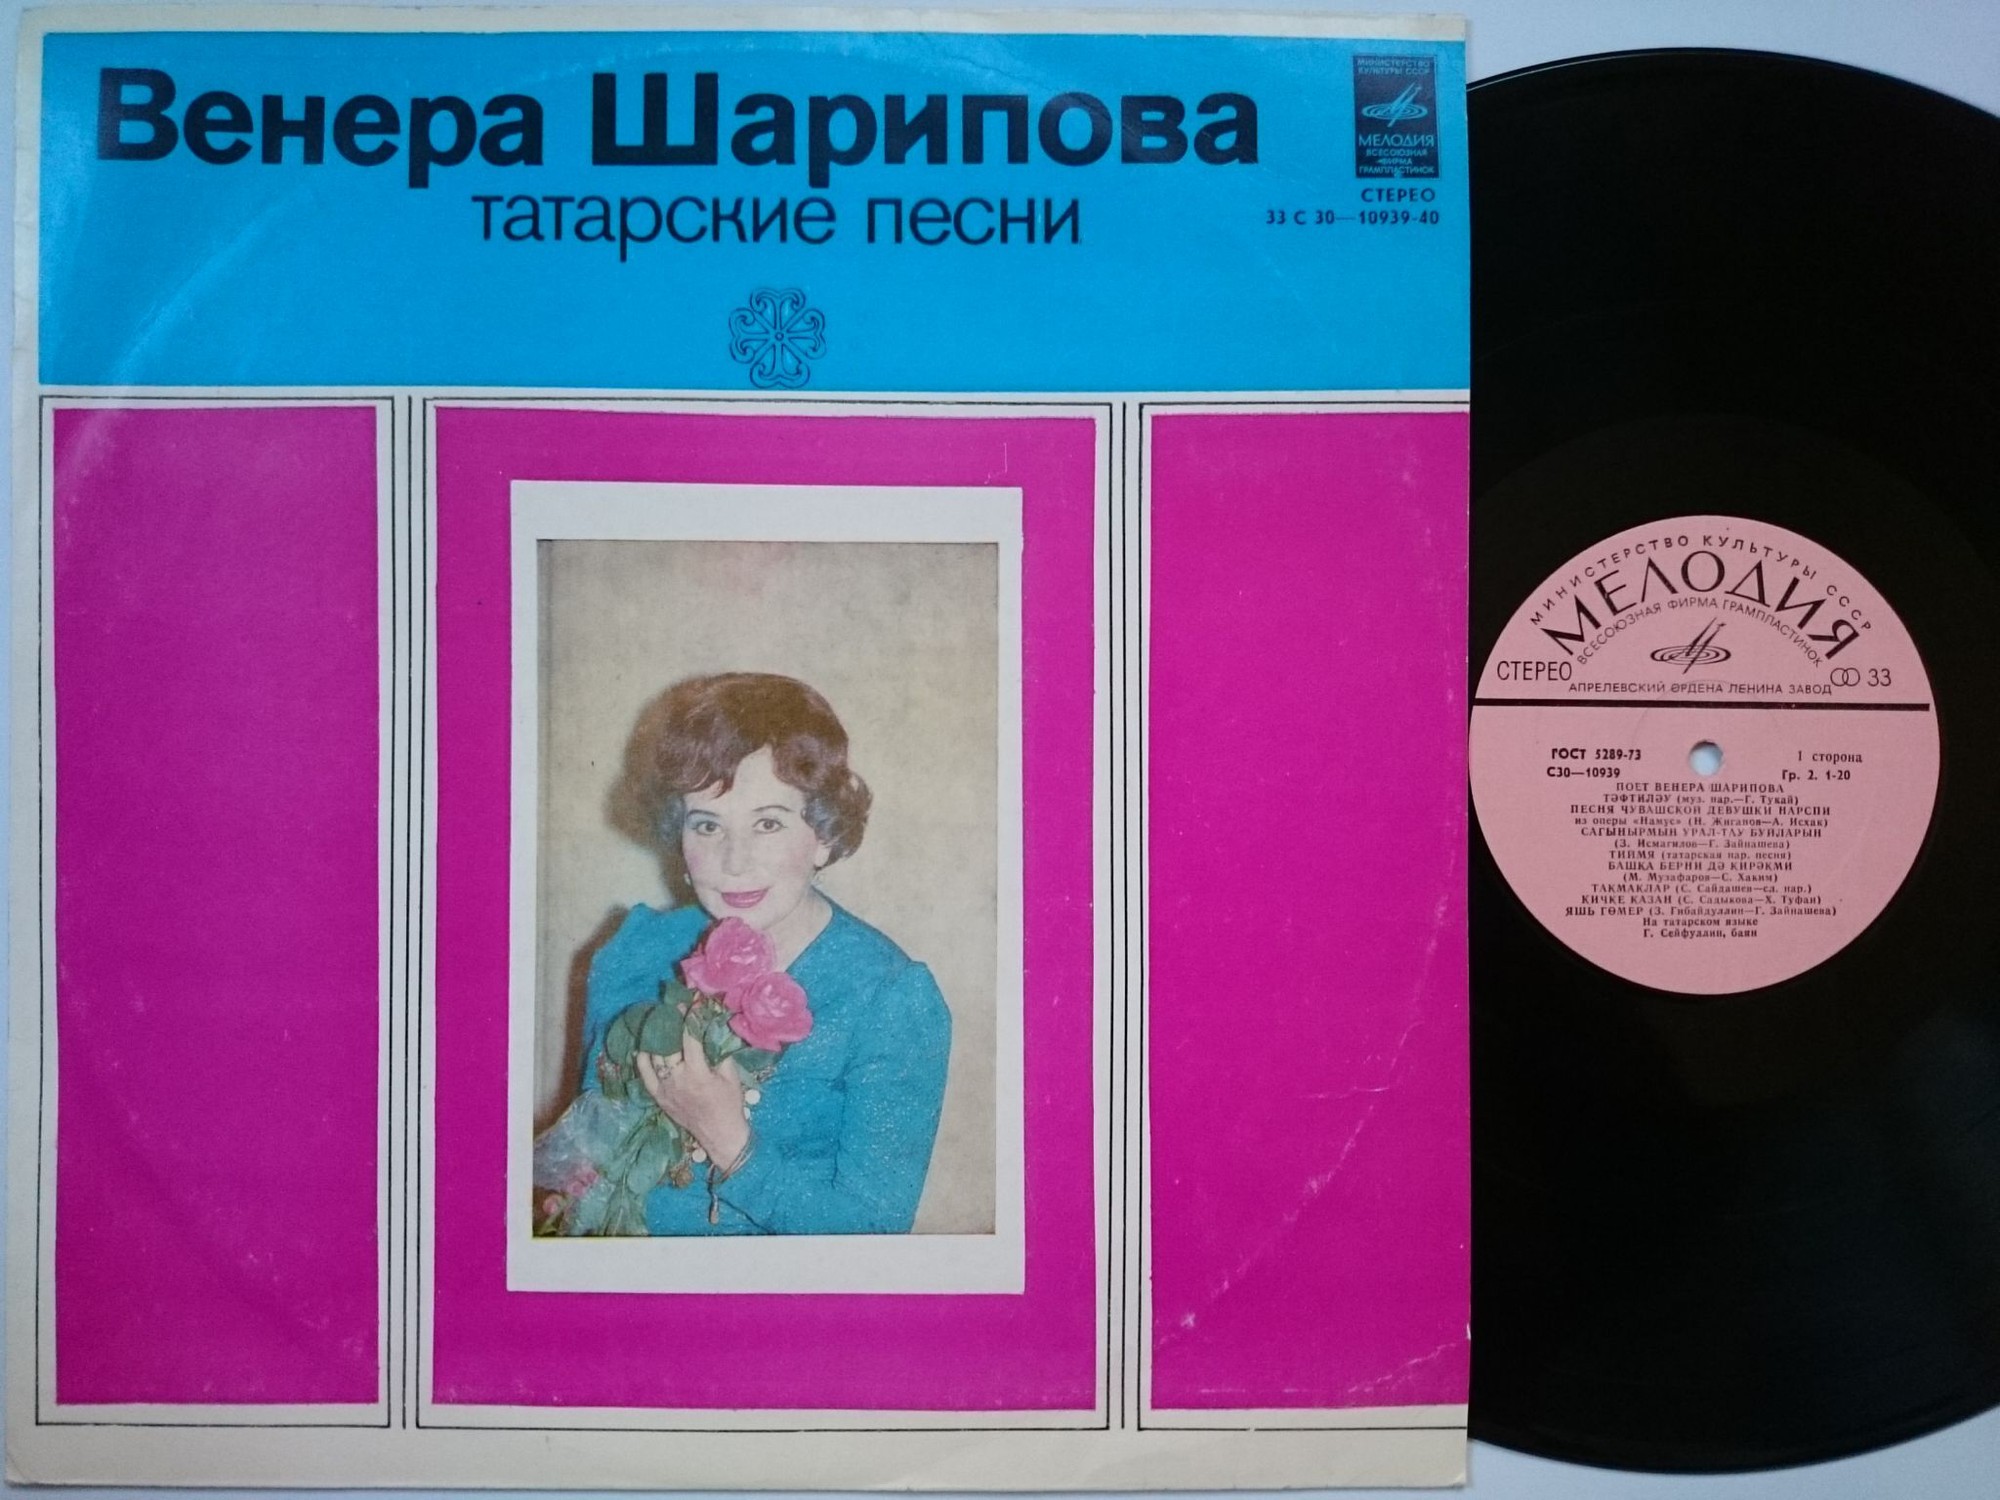 Венера Шарипова
татарские песни
МИНИСТЕРСТВО
КУЛЬТУРЫ СССР
МЕЛОДИЯ
ВСЕСОЮЗНАЯ
ФИРМА
ГРАМПЛАСТИНОК
СТЕРЕО
33 С 30—10939-40
МИНИСТЕРСТВО КУЛЬТУРЫ СССР
МЕЛОДИЯ
ВСЕСОЮЗНАЯ ФИРМА ГРАМПЛАСТИНОК
СТЕРЕО
33
АПРЕЛЕВСКИЙ ОРДЕНА ЛЕНИНА ЗАВОД
ГОСТ 5289-73
1 сторона
С30—10939
Гр. 2. 1-20
ПОЕТ ВЕНЕРА ШАРИПОВА
ТӘФТИЛӘУ (муз. нар.—Г. Тукай)
ПЕСНЯ ЧУВАШСКОЙ ДЕВУШКИ НАРСПИ
из оперы «Намус» (Н. Жиганов—А. Исхак)
САГЫНЫРМЫН УРАЛ-ТАУ БУЙЛАРЫН
(З. Исмагилов—Г. Зайнашева)
ТИЙМЯ (татарская нар. песня)
БАШКА БЕРНИ ДӘ КИРӘКМИ
(М. Музафаров—С. Хаким)
ТАКМАКЛАР (С. Сайдашев—сл. нар.)
КИЧКЕ КАЗАН (С. Садыкова—Х. Туфан)
ЯШЬ ГӨМЕР (З. Гибайдуллин—Г. Зайнашева)
На татарском языке
Г. Сейфуллин, баян